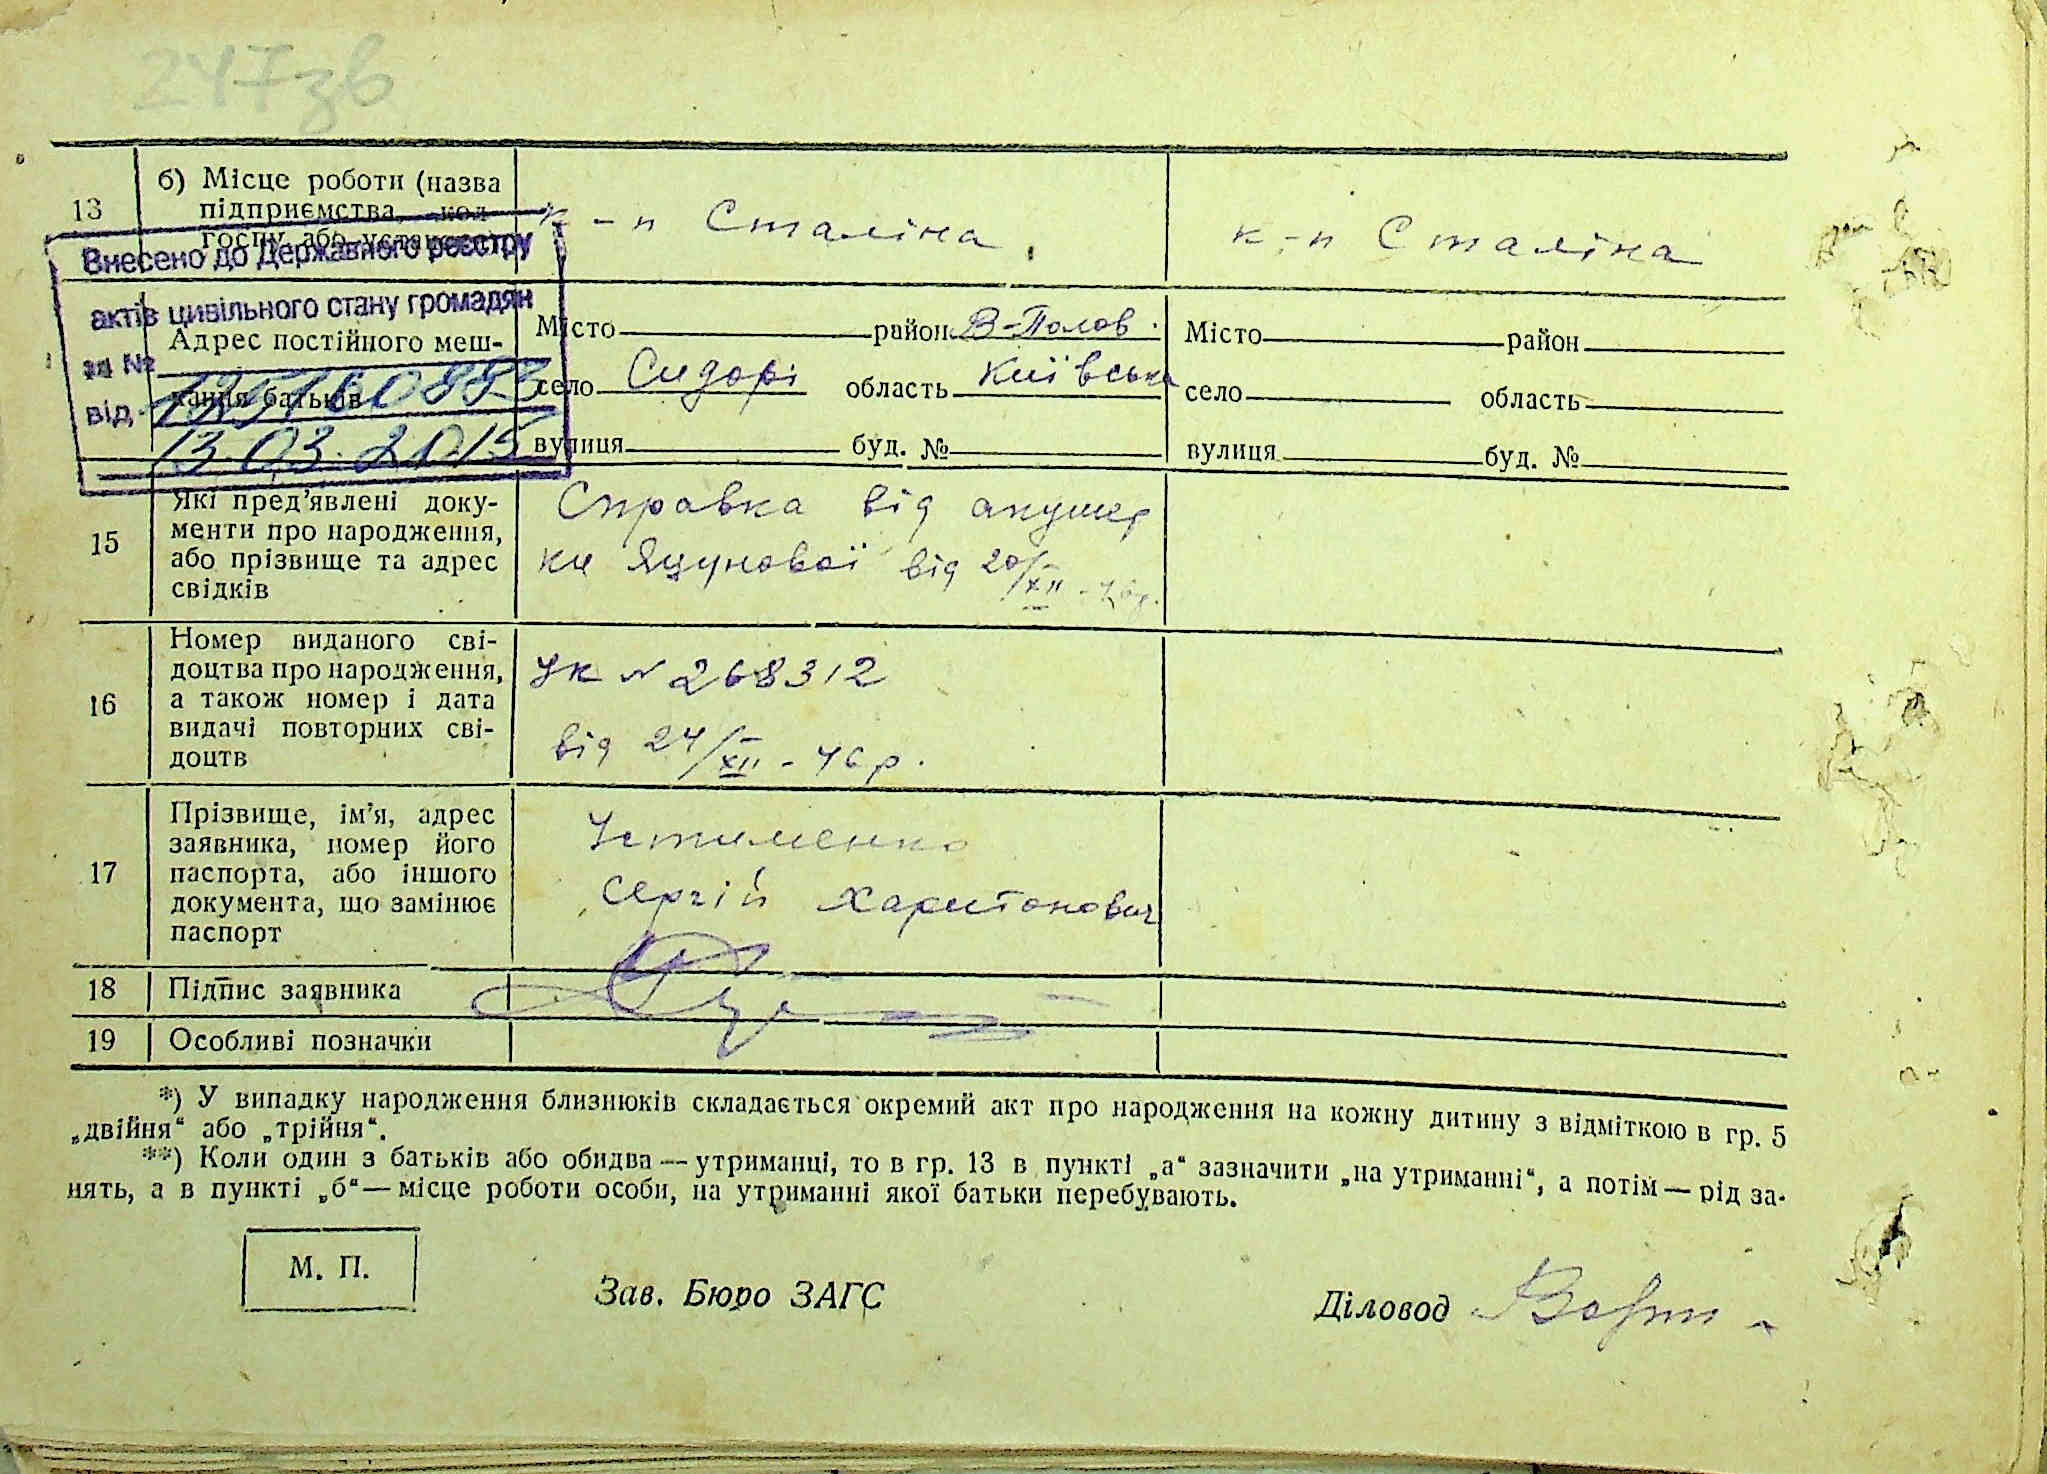 247зв
13
б) Місце роботи (назва
підприємства, кол-
госпу або установи)
к-п Сталіна
к-п Сталіна
Внесено до Державного реєстру
актів цивільного стану громадян
за №
від
13.03.2015
Адрес постійного меш-
кання батьків
Місто район В-Полов.
село Сидорі область Київська
вулиця буд. №
Місто район
село область
вулиця буд. №
15
Які пред’явлені доку-
менти про народження,
або прізвище та адрес
свідків
Справка від акушер
ки Яцунової від 20/XII - 46р.
16
Номер виданого сві-
доцтва про народження,
а також номер і дата
видачі повторних сві-
доцтв
УК № 268312
від 24/XII - 46 р.
17
Прізвище, ім’я, адрес
заявника, номер його
паспорта, або іншого
документа, що замінює
паспорт
Устименко
Сергій Харитонович
18 Підпис заявника
19 Особливі позначки
*) У випадку народження близнюків складається окремий акт про народження на кожну дитину з відміткою в гр. 5
„двійня“ або „трійня“.
**) Коли один з батьків або обидва — утриманці, то в гр. 13 в пункті „а“ зазначити „на утриманні“, а потім — рід за-
нять, а в пункті „б“ — місце роботи особи, на утриманні якої батьки перебувають.
М. П.
Зав. Бюро ЗАГС
Діловод